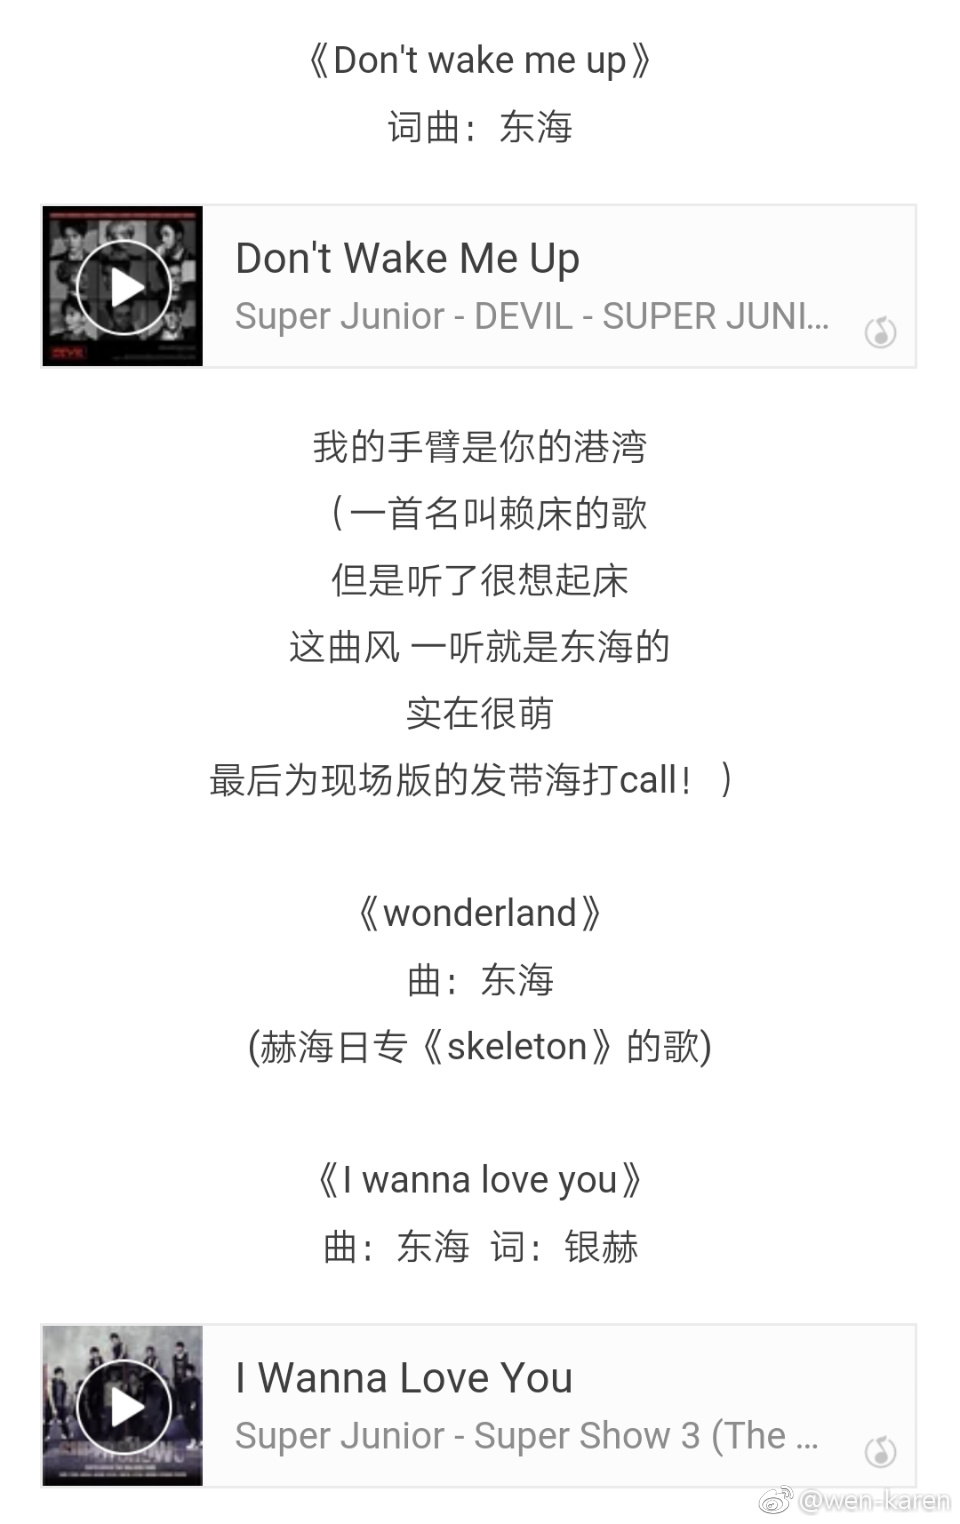 《Don't wake me up》
词曲：东海
Don't Wake Me Up
Super Junior - DEVIL - SUPER JUNI...
我的手臂是你的港湾
（一首名叫赖床的歌
但是听了很想起床
这曲风 一听就是东海的
实在很萌
最后为现场版的发带海打call！）
《wonderland》
曲：东海
(赫海日专《skeleton》的歌)
《I wanna love you》
曲：东海 词：银赫
I Wanna Love You
Super Junior - Super Show 3 (The ...
@wen-karen